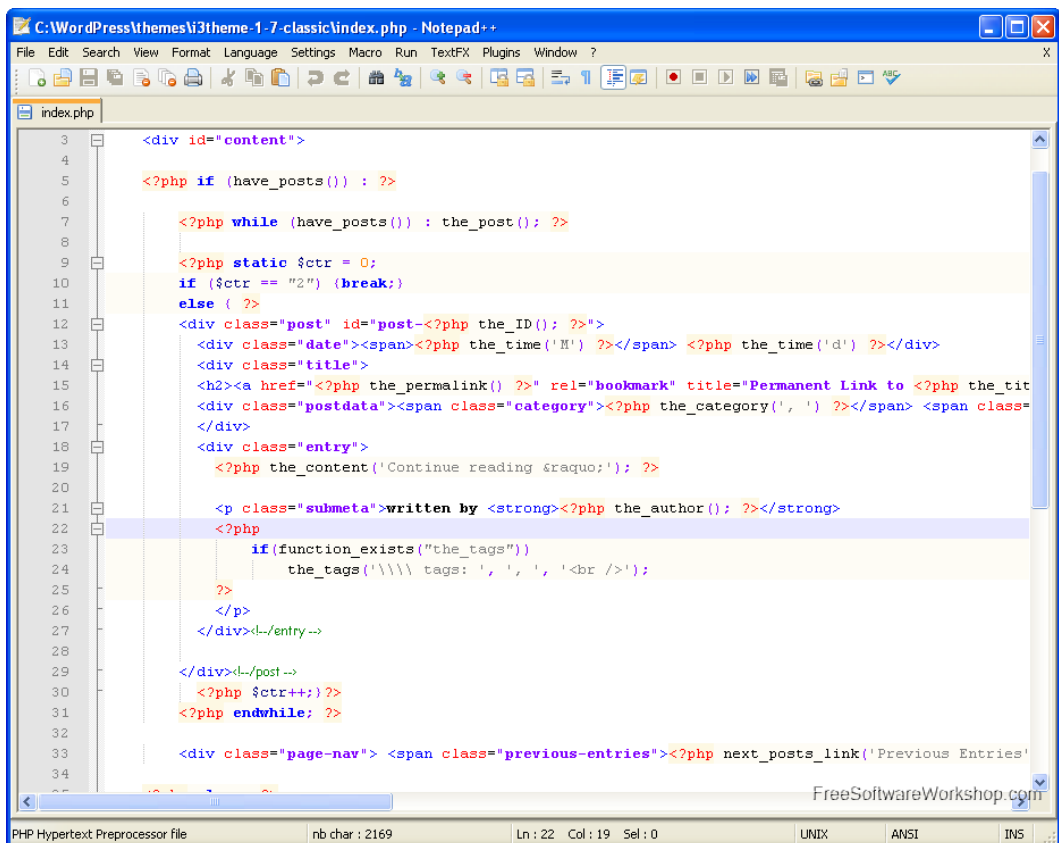 C:\WordPress\themes\i3theme-1-7-classic\index.php - Notepad++
File Edit Search View Format Language Settings Macro Run TextFX Plugins Window ? X
index.php
3 <div id="content">
4
5 <?php if (have_posts()) : ?>
6
7 <?php while (have_posts()) : the_post(); ?>
8
9 <?php static $ctr = 0;
10 if ($ctr == "2") {break;}
11 else { ?>
12 <div class="post" id="post-<?php the_ID(); ?>">
13 <div class="date"><span><?php the_time('M') ?></span> <?php the_time('d') ?></div>
14 <div class="title">
15 <h2><a href="<?php the_permalink() ?>" rel="bookmark" title="Permanent Link to <?php the_tit
16 <div class="postdata"><span class="category"><?php the_category(', ') ?></span> <span class=
17 </div>
18 <div class="entry">
19 <?php the_content('Continue reading &raquo;'); ?>
20
21 <p class="submeta">written by <strong><?php the_author(); ?></strong>
22 <?php
23 if(function_exists("the_tags"))
24 the_tags('\\\\ tags: ', ', ', '<br />');
25 ?>
26 </p>
27 </div><!--/entry -->
28
29 </div><!--/post -->
30 <?php $ctr++;}?>
31 <?php endwhile; ?>
32
33 <div class="page-nav"> <span class="previous-entries"><?php next_posts_link('Previous Entries'
34
FreeSoftwareWorkshop.com
PHP Hypertext Preprocessor file nb char : 2169 Ln : 22 Col : 19 Sel : 0 UNIX ANSI INS